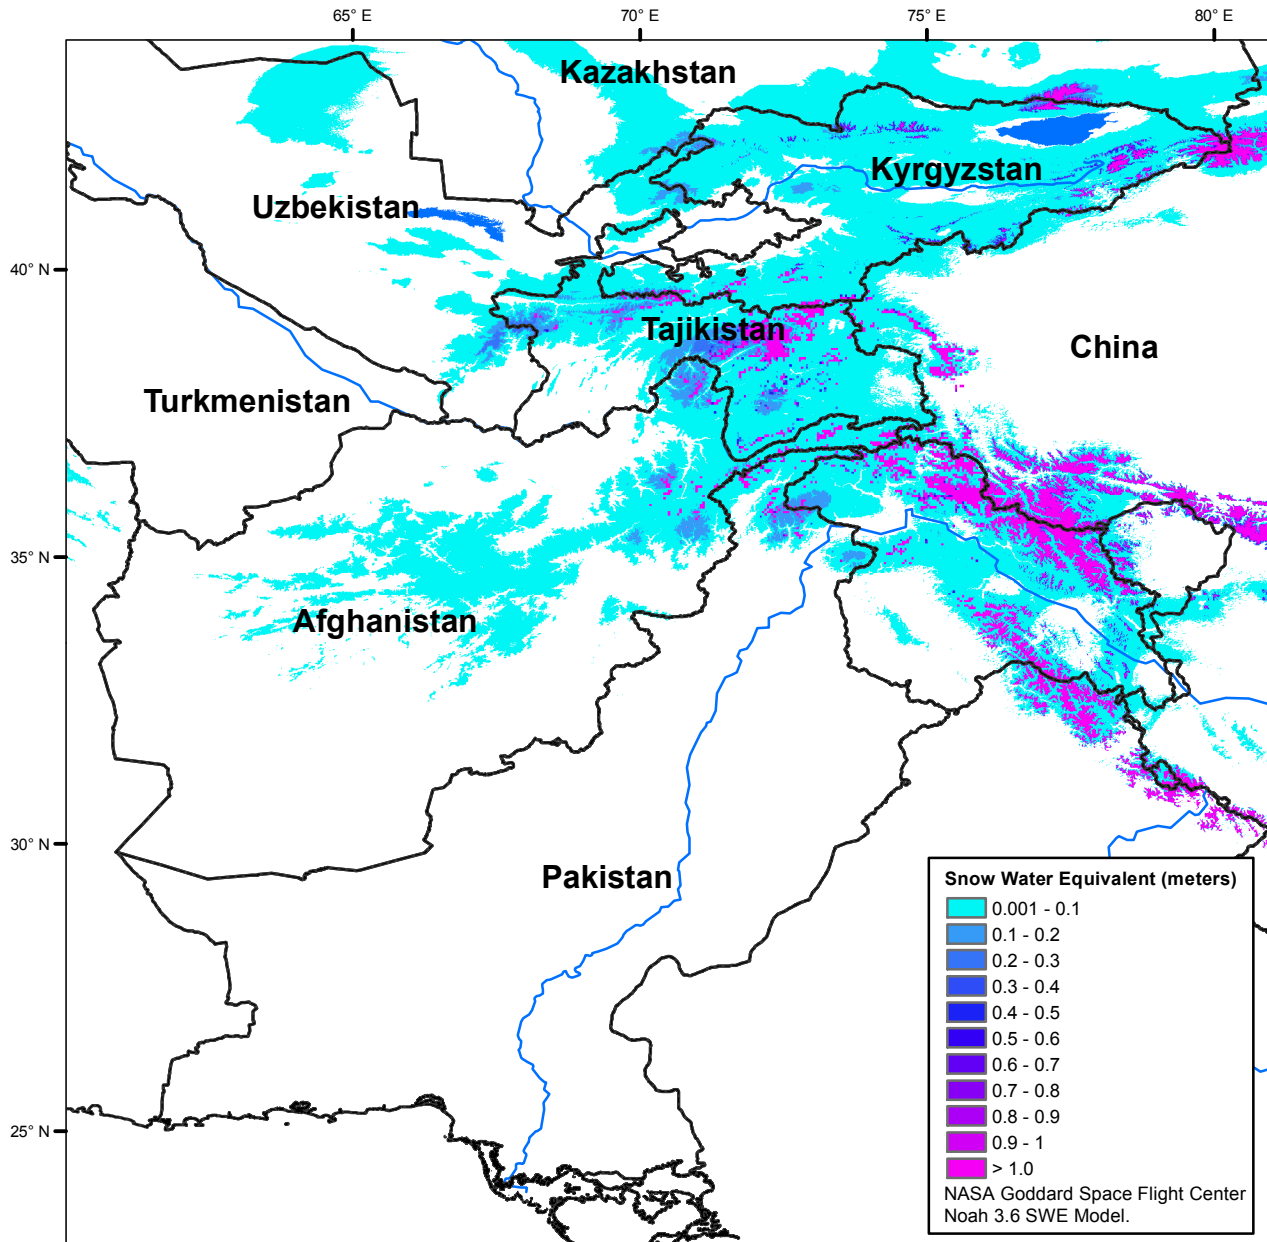 65° E
70° E
75° E
80° E
Kazakhstan
Kyrgyzstan
Uzbekistan
40° N
Tajikistan
China
Turkmenistan
35° N
Afghanistan
30° N
Pakistan
25° N
Snow Water Equivalent (meters)
0.001 - 0.1
0.1 - 0.2
0.2 - 0.3
0.3 - 0.4
0.4 - 0.5
0.5 - 0.6
0.6 - 0.7
0.7 - 0.8
0.8 - 0.9
0.9 - 1
> 1.0
NASA Goddard Space Flight Center
Noah 3.6 SWE Model.